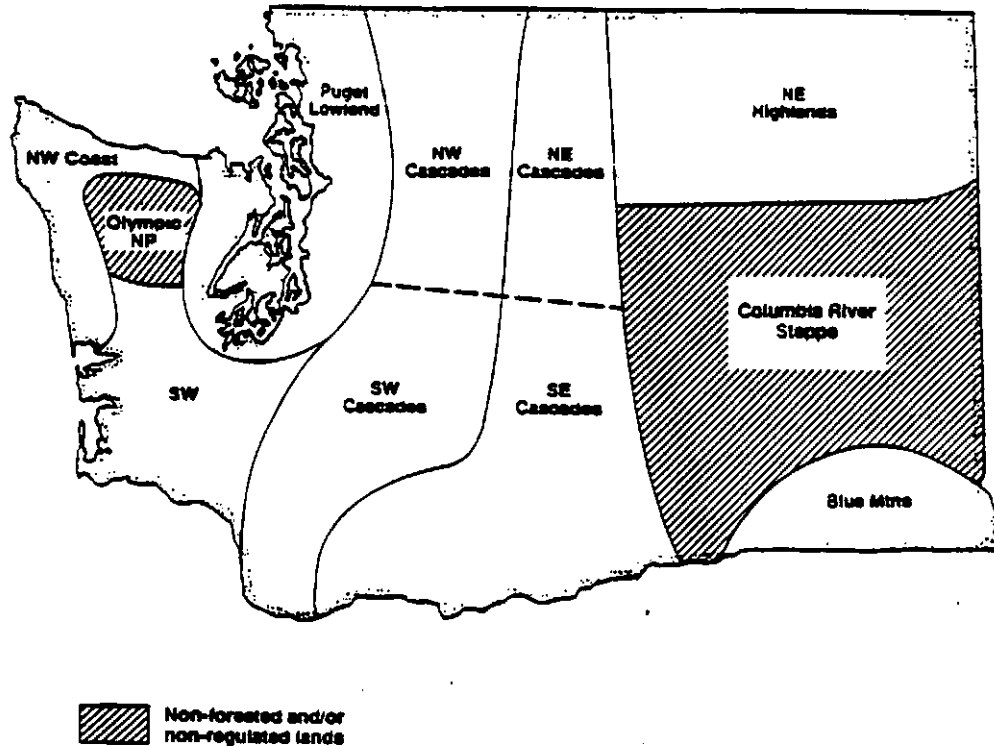 Puget
Lowland
NE
Highlands
NW Coast
NW
Cascades
NE
Cascades
Olympic
NP
Columbia River
Steppe
SW
SW
Cascades
SE
Cascades
Blue Mtns
Non-forested and/or
non-regulated lands